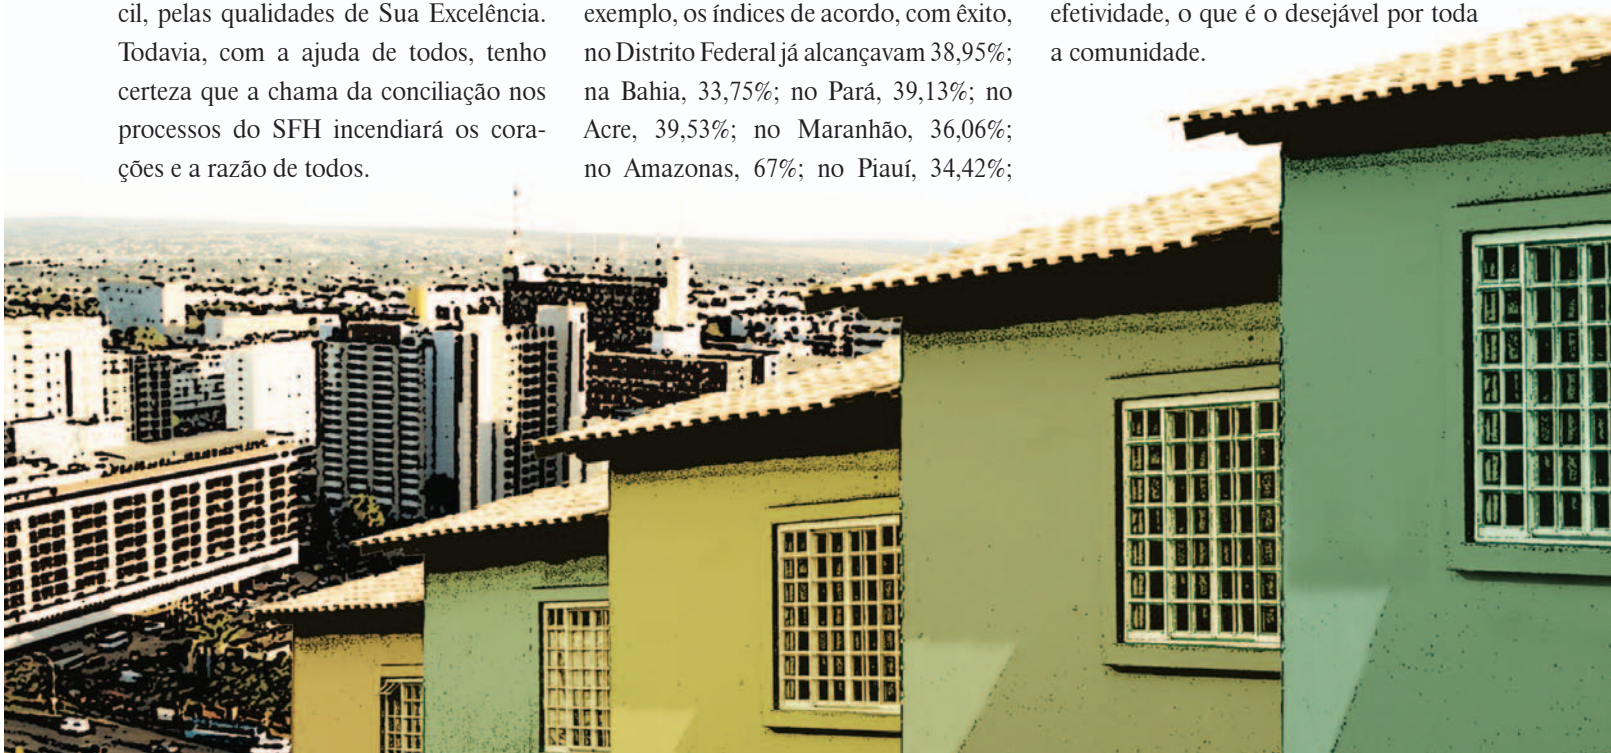 cil, pelas qualidades de Sua Excelência.
Todavia, com a ajuda de todos, tenho
certeza que a chama da conciliação nos
processos do SFH incendiará os cora-
ções e a razão de todos.
exemplo, os índices de acordo, com êxito,
no Distrito Federal já alcançavam 38,95%;
na Bahia, 33,75%; no Pará, 39,13%; no
Acre, 39,53%; no Maranhão, 36,06%;
no Amazonas, 67%; no Piauí, 34,42%;
efetividade, o que é o desejável por toda
a comunidade.